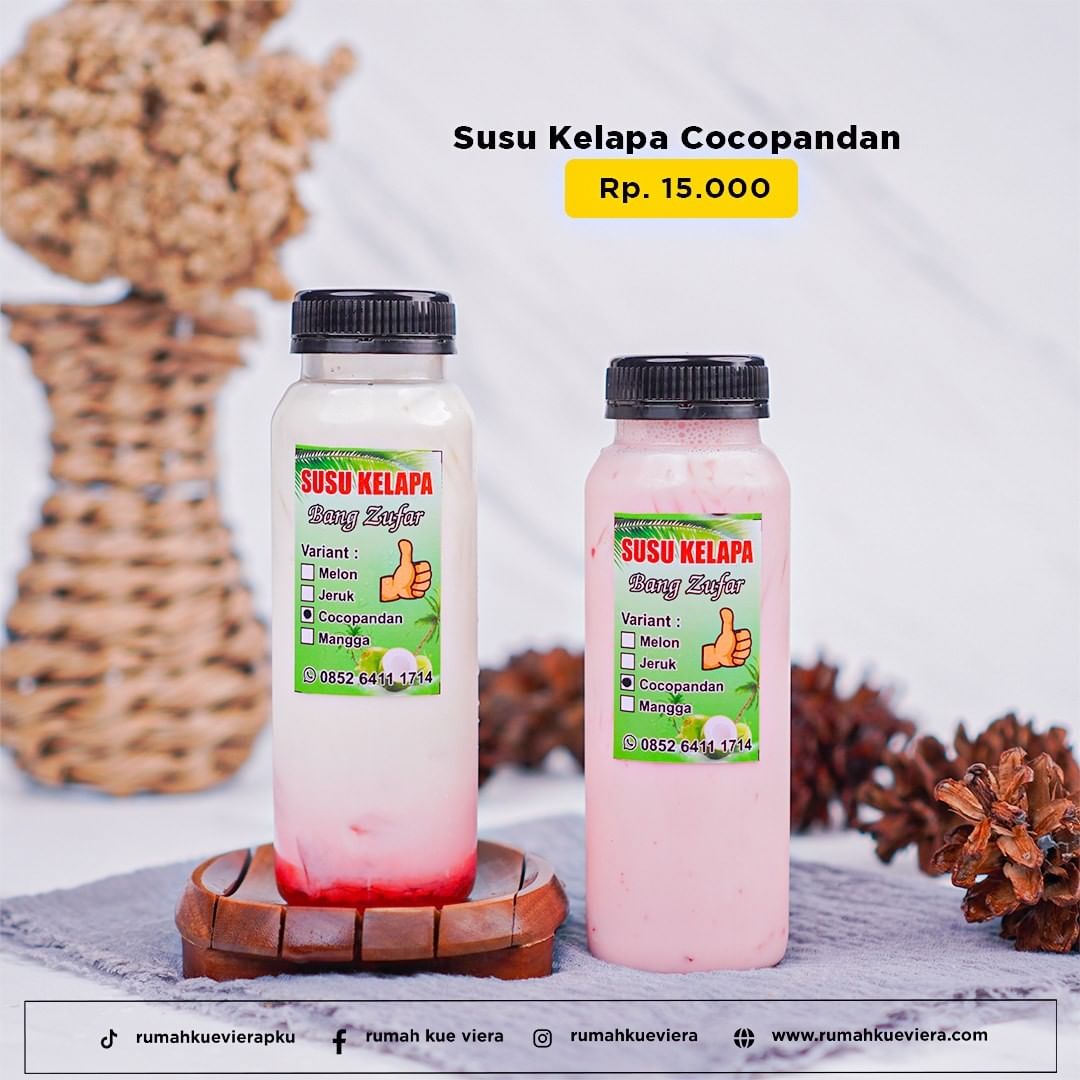 Susu Kelapa Cocopandan
Rp. 15.000
SUSU KELAPA
Bang Zufar
Variant :
Melon
Jeruk
Cocopandan
Mangga
0852 6411 1714
SUSU KELAPA
Bang Zufar
Variant :
Melon
Jeruk
Cocopandan
Mangga
0852 6411 1714
rumahkuevierapku
rumah kue viera
rumahkueviera
www.rumahkueviera.com